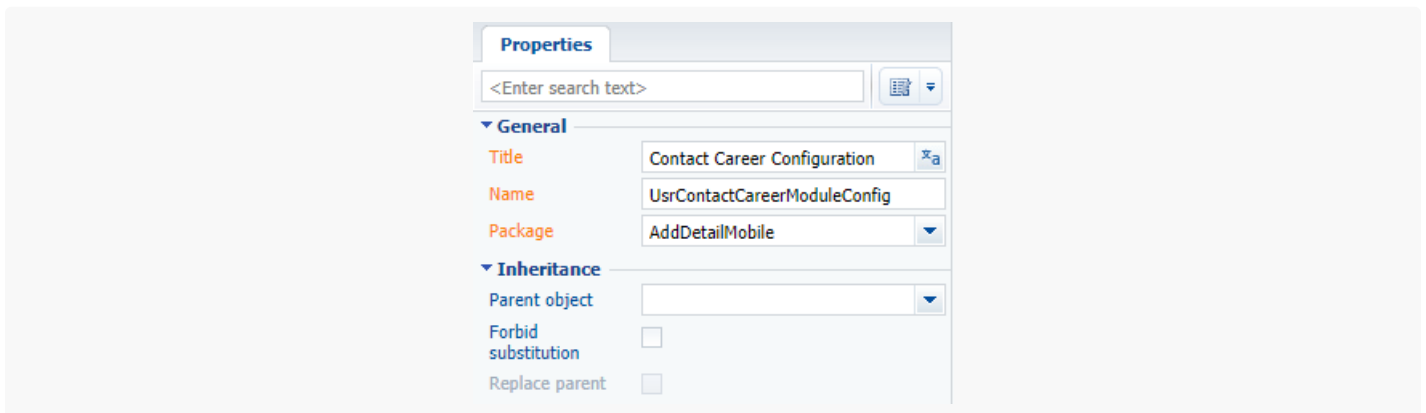 Properties
<Enter search text>
General
Title Contact Career Configuration ×a
Name UsrContactCareerModuleConfig
Package AddDetailMobile
Inheritance
Parent object
Forbid
substitution
Replace parent